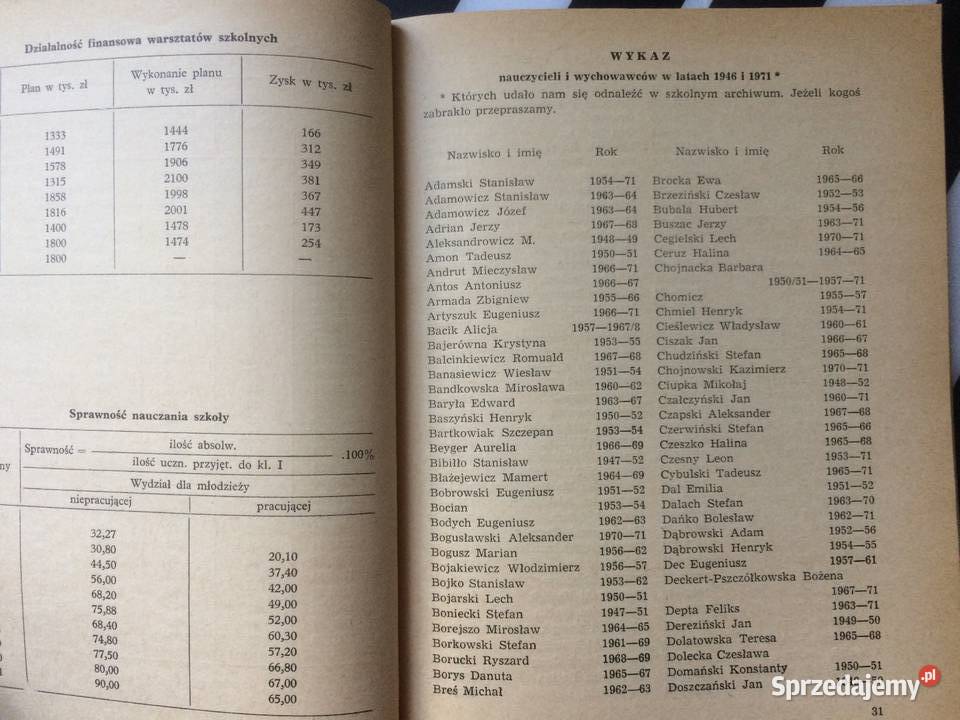 Działalność finansowa warsztatów szkolnych
Plan w tys. zł Wykonanie planu w tys. zł Zysk w tys. zł
1333 1444 166
1491 1776 312
1578 1906 349
1315 2100 381
1858 1998 367
1816 2001 447
1400 1478 173
1800 1474 254
1800 — —
Sprawność nauczania szkoły
Sprawność = ilość absolw. .100%
ilość uczn. przyjęt. do kl. I
Wydział dla młodzieży
niepracującej pracującej
32,27
30,80 20,10
44,50 37,40
56,00 42,00
68,20 49,00
75,88 52,00
68,40 60,30
74,80 57,20
77,50 66,80
80,00 67,00
90,00 65,00
WYKAZ
nauczycieli i wychowawców w latach 1946 i 1971 *
* Których udało nam się odnaleźć w szkolnym archiwum. Jeżeli kogoś
zabrakło przepraszamy.
Nazwisko i imię Rok
Adamski Stanisław 1954—71
Adamowicz Stanisław 1963—64
Adamowicz Józef 1963—64
Adrian Jerzy 1967—68
Aleksandrowicz M. 1948—49
Amon Tadeusz 1950—51
Andrut Mieczysław 1966—71
Antos Antoniusz 1966—67
Armada Zbigniew 1955—66
Artyszuk Eugeniusz 1966—71
Bacik Alicja 1957—1967/8
Bajerówna Krystyna 1953—55
Balcinkiewicz Romuald 1967—68
Banasiewicz Wiesław 1951—54
Bandkowska Mirosława 1960—62
Baryła Edward 1963—67
Baszyński Henryk 1950—52
Bartkowiak Szczepan 1953—54
Beyger Aurelia 1966—69
Bibiłło Stanisław 1947—52
Błażejewicz Mamert 1964—69
Bobrowski Eugeniusz 1951—52
Bocian 1953—54
Bodych Eugeniusz 1962—63
Bogusławski Aleksander 1970—71
Bogusz Marian 1956—62
Bojakiewicz Włodzimierz 1956—57
Bojko Stanisław 1953—62
Bojarski Lech 1950—51
Boniecki Stefan 1947—51
Borejszo Mirosław 1964—65
Borkowski Stefan 1961—69
Borucki Ryszard 1968—69
Borys Danuta 1965—67
Breś Michał 1962—63
Nazwisko i imię Rok
Brocka Ewa 1965—66
Brzeziński Czesław 1952—53
Bubala Hubert 1954—56
Buszac Jerzy 1963—71
Cegielski Lech 1970—71
Ceruz Halina 1964—65
Chojnacka Barbara
1950/51—1957—71
Chomicz 1955—57
Chmiel Henryk 1954—71
Cieślewicz Władysław 1960—61
Ciszak Jan 1966—67
Chudziński Stefan 1965—68
Chojnowski Kazimierz 1970—71
Ciupka Mikołaj 1948—52
Czałczyński Jan 1960—71
Czapski Aleksander 1967—68
Czerwiński Stefan 1965—66
Czeszko Halina 1965—68
Czesny Leon 1953—71
Cybulski Tadeusz 1965—71
Dal Emilia 1951—52
Dalach Stefan 1963—70
Dańko Bolesław 1962—71
Dąbrowski Adam 1952—56
Dąbrowski Henryk 1954—55
Dec Eugeniusz 1957—61
Deckert-Pszczółkowska Bożena
1967—71
Depta Feliks 1963—71
Dereziński Jan 1949—50
Dolatowska Teresa 1965—68
Dolecka Czesława
Domański Konstanty 1950—51
Doszczański Jan
31
Sprzedajemy.pl